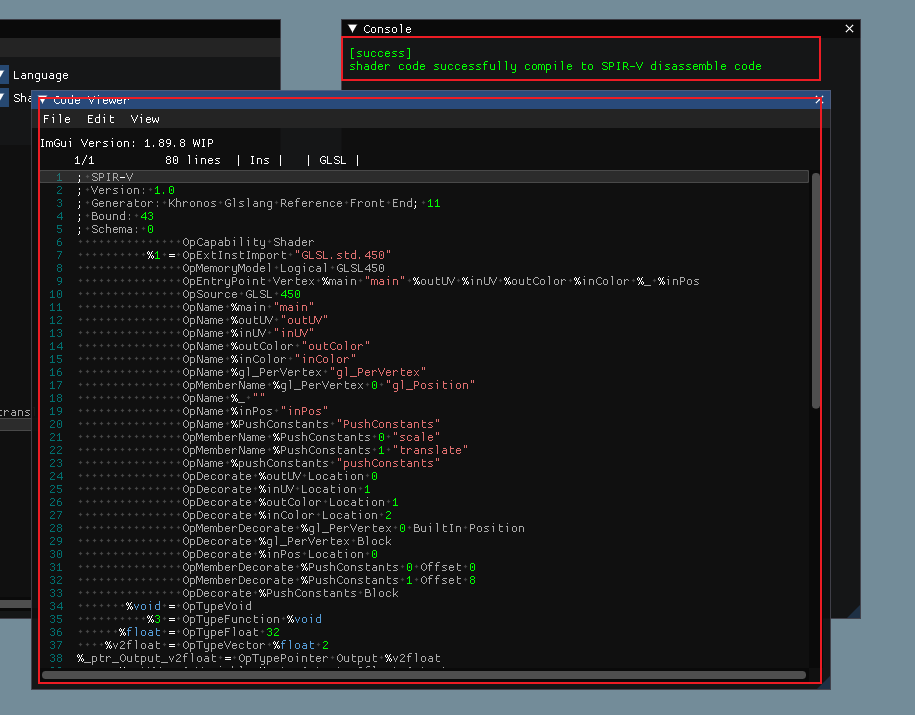 Console
[success]
shader code successfully compile to SPIR-V disassemble code
Language
Sha
Code Viewer
File Edit View
ImGui Version: 1.89.8 WIP
1/1 80 lines | Ins | | GLSL |
1 ; SPIR-V
2 ; Version: 1.0
3 ; Generator: Khronos Glslang Reference Front End; 11
4 ; Bound: 43
5 ; Schema: 0
6 OpCapability Shader
7 %1 = OpExtInstImport "GLSL.std.450"
8 OpMemoryModel Logical GLSL450
9 OpEntryPoint Vertex %main "main" %outUV %inUV %outColor %inColor %_ %inPos
10 OpSource GLSL 450
11 OpName %main "main"
12 OpName %outUV "outUV"
13 OpName %inUV "inUV"
14 OpName %outColor "outColor"
15 OpName %inColor "inColor"
16 OpName %gl_PerVertex "gl_PerVertex"
17 OpMemberName %gl_PerVertex 0 "gl_Position"
18 OpName %_ ""
19 OpName %inPos "inPos"
20 OpName %PushConstants "PushConstants"
21 OpMemberName %PushConstants 0 "scale"
22 OpMemberName %PushConstants 1 "translate"
23 OpName %pushConstants "pushConstants"
24 OpDecorate %outUV Location 0
25 OpDecorate %inUV Location 1
26 OpDecorate %outColor Location 1
27 OpDecorate %inColor Location 2
28 OpMemberDecorate %gl_PerVertex 0 BuiltIn Position
29 OpDecorate %gl_PerVertex Block
30 OpDecorate %inPos Location 0
31 OpMemberDecorate %PushConstants 0 Offset 0
32 OpMemberDecorate %PushConstants 1 Offset 8
33 OpDecorate %PushConstants Block
34 %void = OpTypeVoid
35 %3 = OpTypeFunction %void
36 %float = OpTypeFloat 32
37 %v2float = OpTypeVector %float 2
38 %_ptr_Output_v2float = OpTypePointer Output %v2float
trans